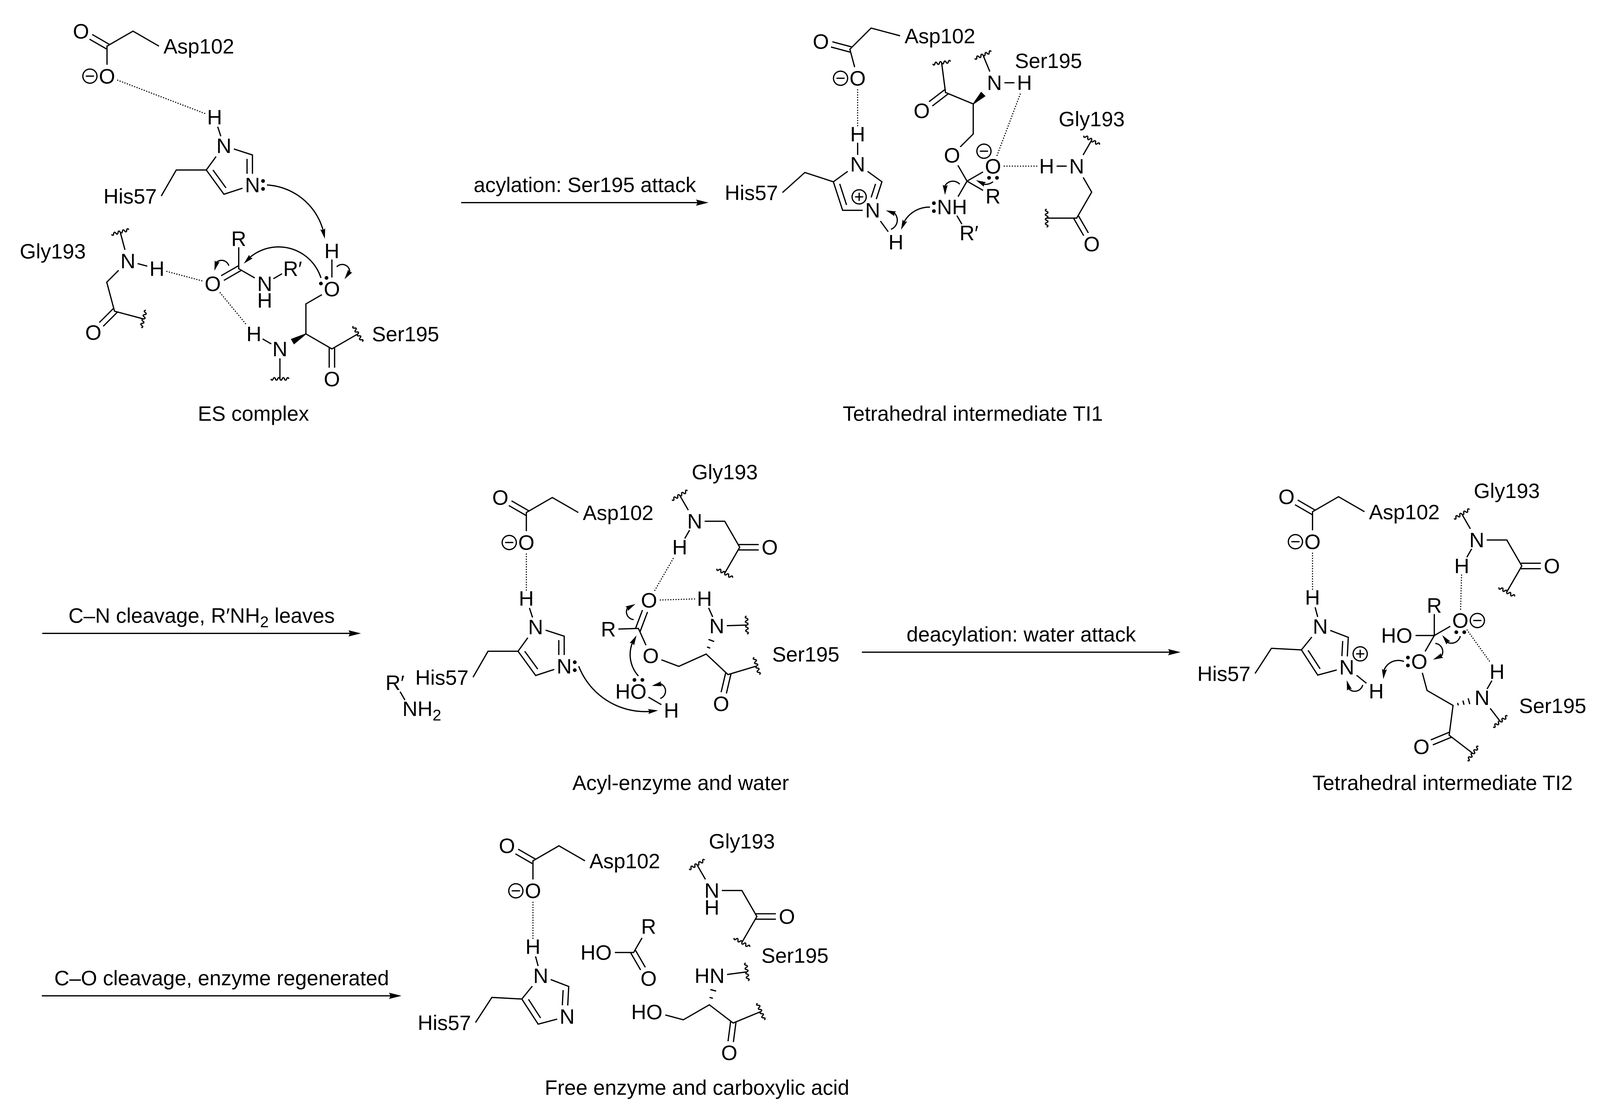 O
Asp102
⊖O
H
N
His57
N:
Gly193
R
H
N
H
R′
O
N
H
O
O
H
N
Ser195
O
ES complex
acylation: Ser195 attack
O
Asp102
Ser195
⊖O
N–H
O
Gly193
H
O
⊖
O
H–N
N
His57
⊕
N
:NH
R
H
R′
O
Tetrahedral intermediate TI1
C–N cleavage, R′NH2 leaves
Gly193
O
Asp102
N
⊖O
H
O
H
O
H
N
R
N
O
Ser195
His57
N:
R′
HO
NH2
H
O
Acyl-enzyme and water
deacylation: water attack
Gly193
O
Asp102
N
⊖O
H
O
H
R
O⊖
N
HO
⊕
N
:O
His57
H
H
N
Ser195
O
Tetrahedral intermediate TI2
C–O cleavage, enzyme regenerated
Gly193
O
Asp102
⊖O
N
H
O
R
H
HO
Ser195
N
O
HN
His57
N
HO
O
Free enzyme and carboxylic acid